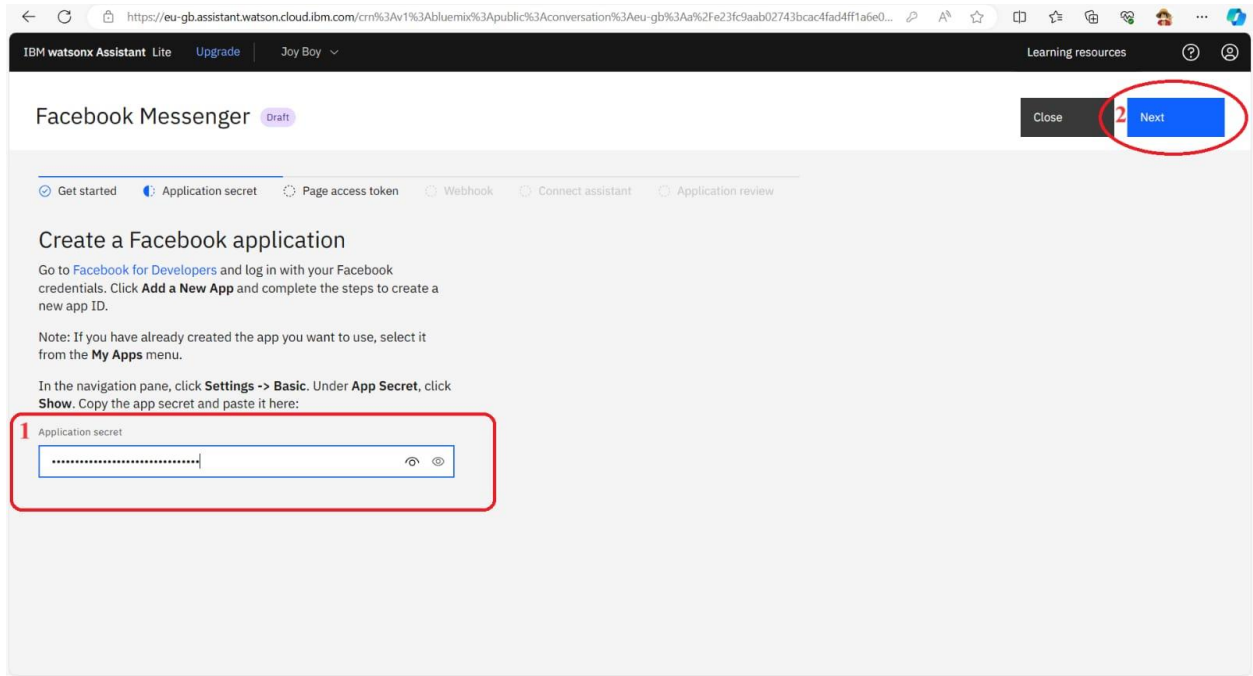 https://eu-gb.assistant.watson.cloud.ibm.com/crn%3Av1%3Abluemix%3Apublic%3Aconversation%3Aeu-gb%3Aa%2Fe23fc9aab02743bcac4fad4ff1a6e0...
IBM watsonx Assistant Lite Upgrade Joy Boy Learning resources
Facebook Messenger Draft Close 2 Next
Get started Application secret Page access token Webhook Connect assistant Application review
Create a Facebook application
Go to Facebook for Developers and log in with your Facebook
credentials. Click Add a New App and complete the steps to create a
new app ID.
Note: If you have already created the app you want to use, select it
from the My Apps menu.
In the navigation pane, click Settings -> Basic. Under App Secret, click
Show. Copy the app secret and paste it here:
1 Application secret
••••••••••••••••••••••••••••••••